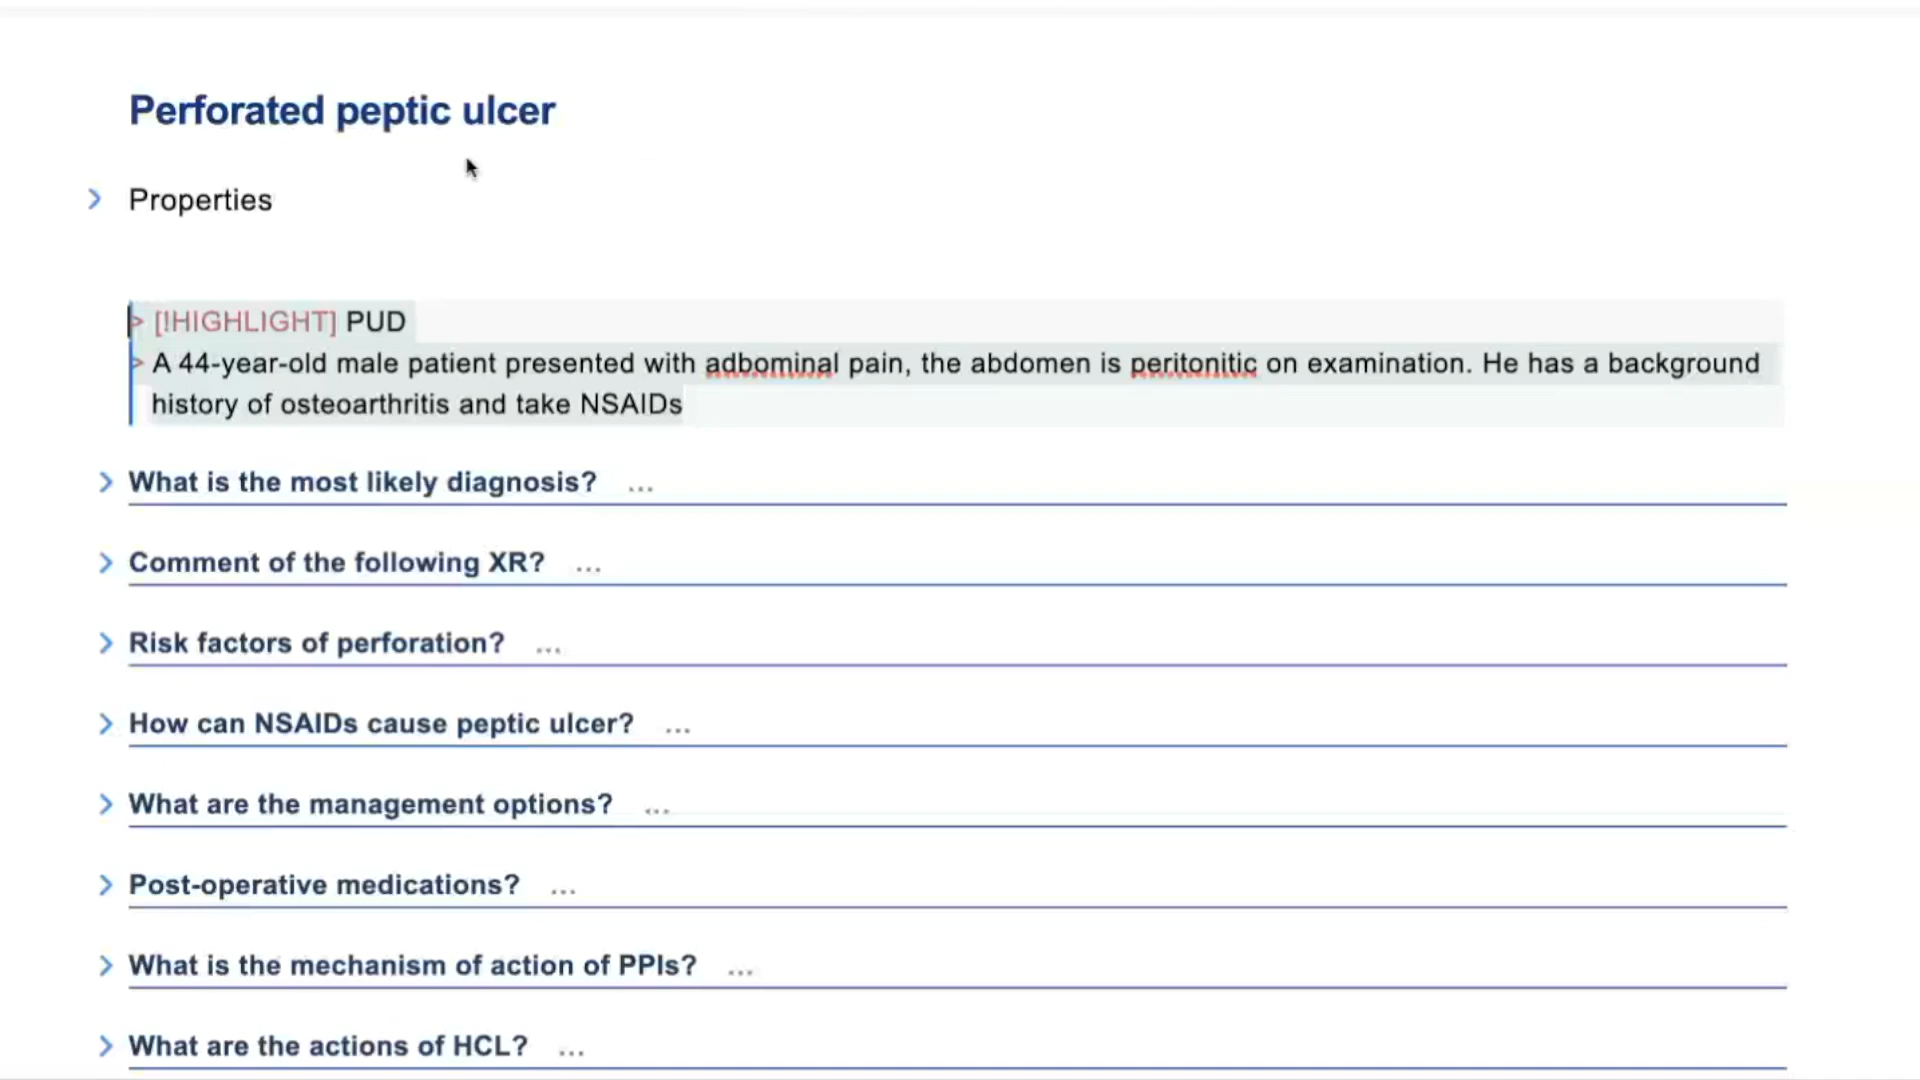 Perforated peptic ulcer
Properties
> [!HIGHLIGHT] PUD
> A 44-year-old male patient presented with adbominal pain, the abdomen is peritonitic on examination. He has a background
history of osteoarthritis and take NSAIDs
What is the most likely diagnosis? ...
Comment of the following XR? ...
Risk factors of perforation? ...
How can NSAIDs cause peptic ulcer? ...
What are the management options? ...
Post-operative medications? ...
What is the mechanism of action of PPIs? ...
What are the actions of HCL? ...